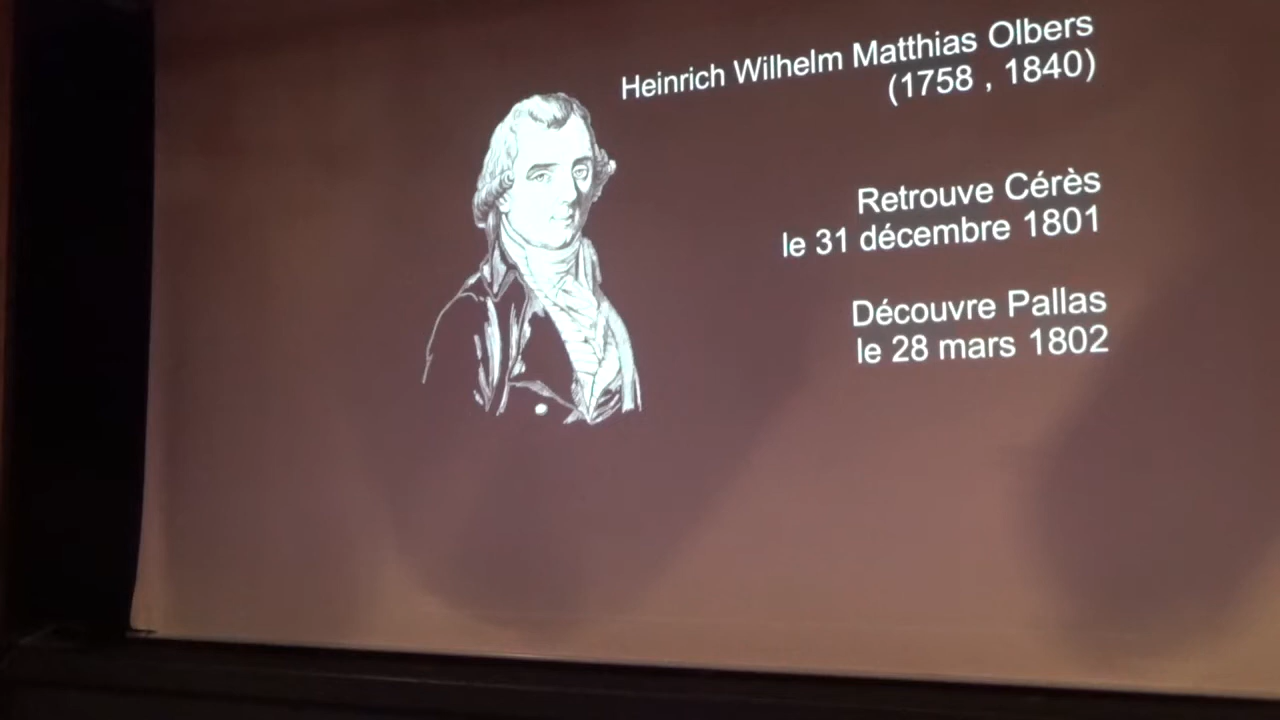 Heinrich Wilhelm Matthias Olbers
(1758 , 1840)
Retrouve Cérès
le 31 décembre 1801
Découvre Pallas
le 28 mars 1802